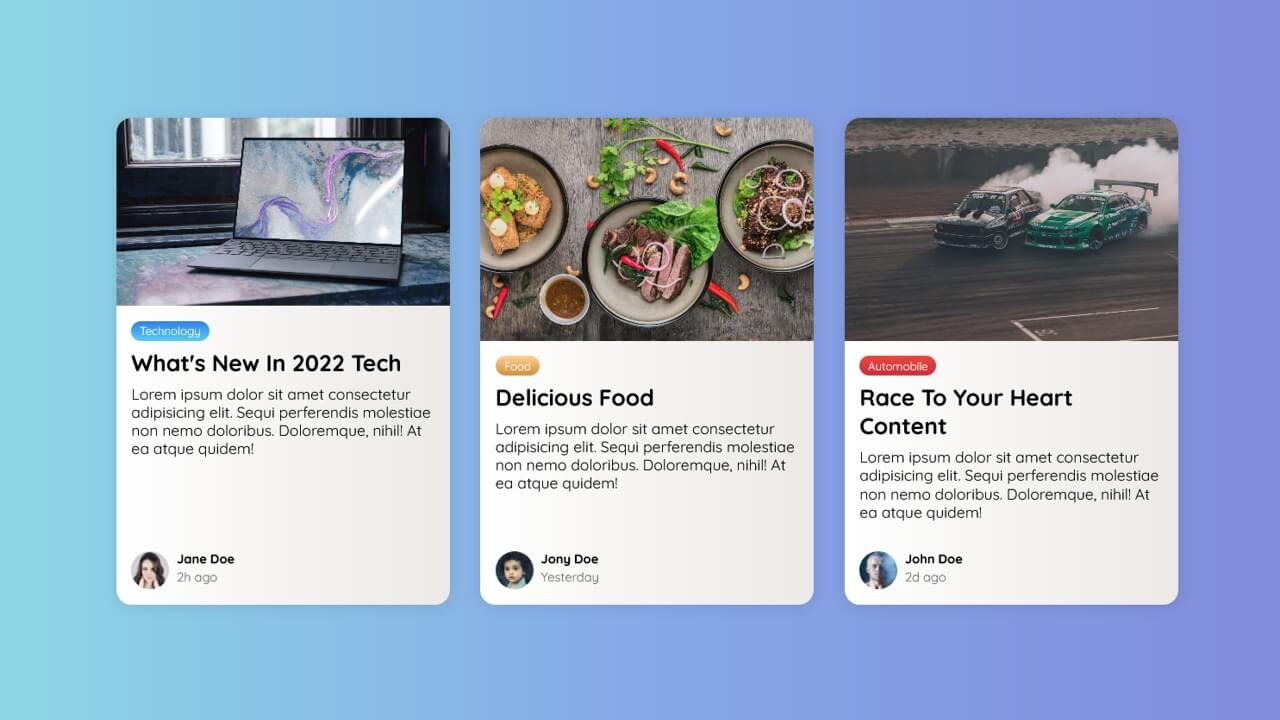 Technology
What's New In 2022 Tech
Lorem ipsum dolor sit amet consectetur
adipisicing elit. Sequi perferendis molestiae
non nemo doloribus. Doloremque, nihil! At
ea atque quidem!
Jane Doe
2h ago
Food
Delicious Food
Lorem ipsum dolor sit amet consectetur
adipisicing elit. Sequi perferendis molestiae
non nemo doloribus. Doloremque, nihil! At
ea atque quidem!
Jony Doe
Yesterday
Automobile
Race To Your Heart
Content
Lorem ipsum dolor sit amet consectetur
adipisicing elit. Sequi perferendis molestiae
non nemo doloribus. Doloremque, nihil! At
ea atque quidem!
John Doe
2d ago